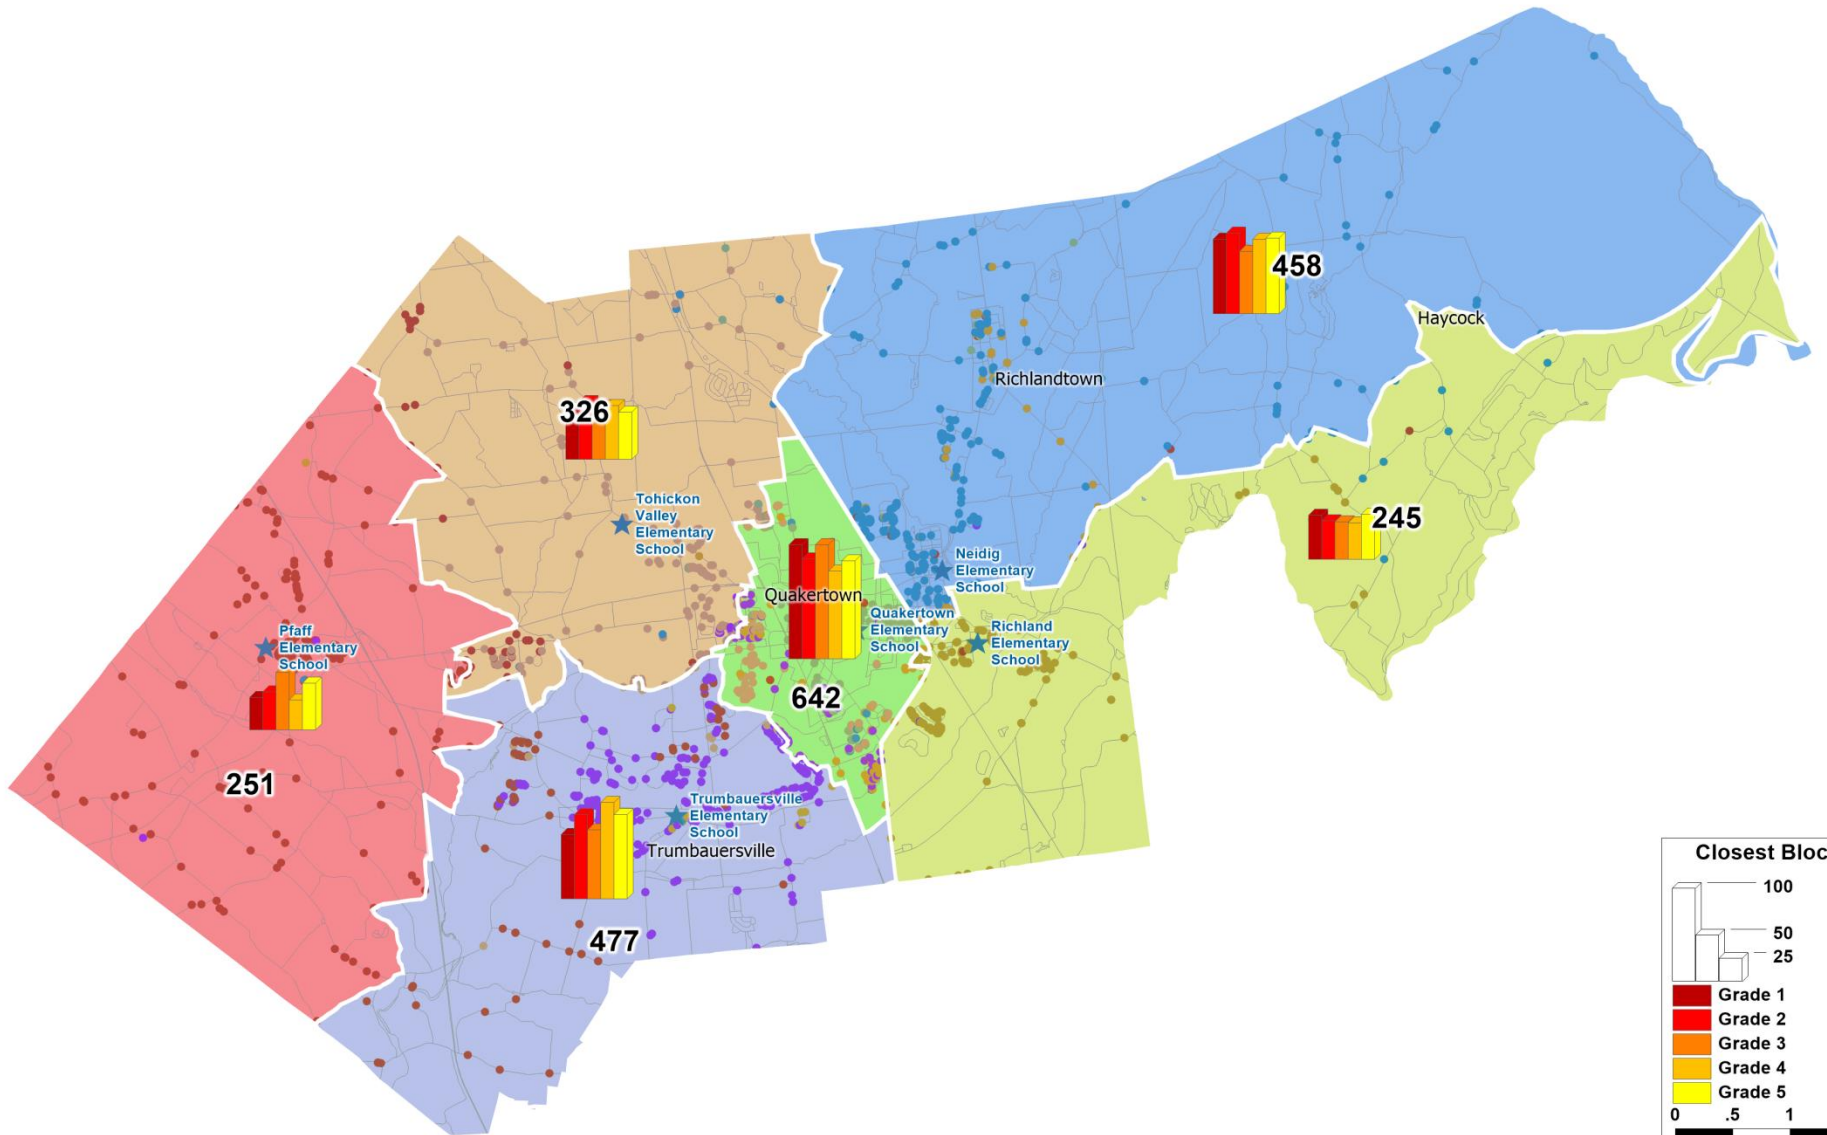 458
Haycock
Richlandtown
326
Tohickon
Valley
Elementary
School
245
Neidig
Elementary
School
Quakertown
Quakertown
Elementary
School
Richland
Elementary
School
Pfaff
Elementary
School
642
251
Trumbauersville
Elementary
School
Trumbauersville
477
Closest Bloc
100
50
25
Grade 1
Grade 2
Grade 3
Grade 4
Grade 5
0 .5 1